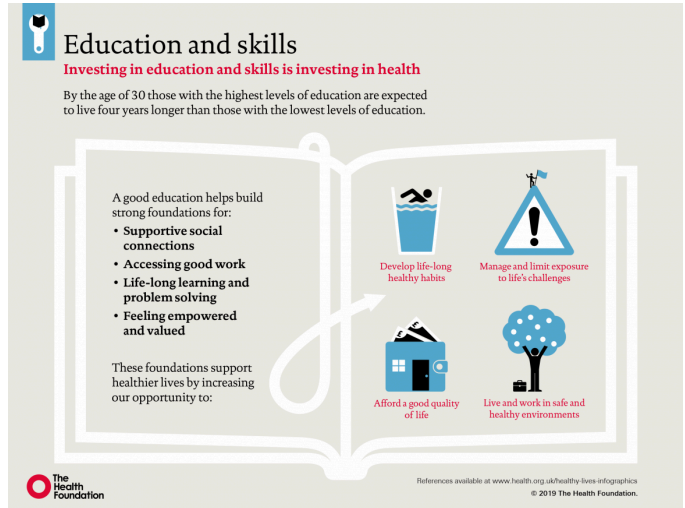 Education and skills
Investing in education and skills is investing in health
By the age of 30 those with the highest levels of education are expected
to live four years longer than those with the lowest levels of education.
A good education helps build
strong foundations for:
• Supportive social
connections
• Accessing good work
• Life-long learning and
problem solving
• Feeling empowered
and valued
These foundations support
healthier lives by increasing
our opportunity to:
Develop life-long
healthy habits
Manage and limit exposure
to life's challenges
Afford a good quality
of life
Live and work in safe and
healthy environments
The
Health
Foundation
References available at www.health.org.uk/healthy-lives-infographics
© 2019 The Health Foundation.